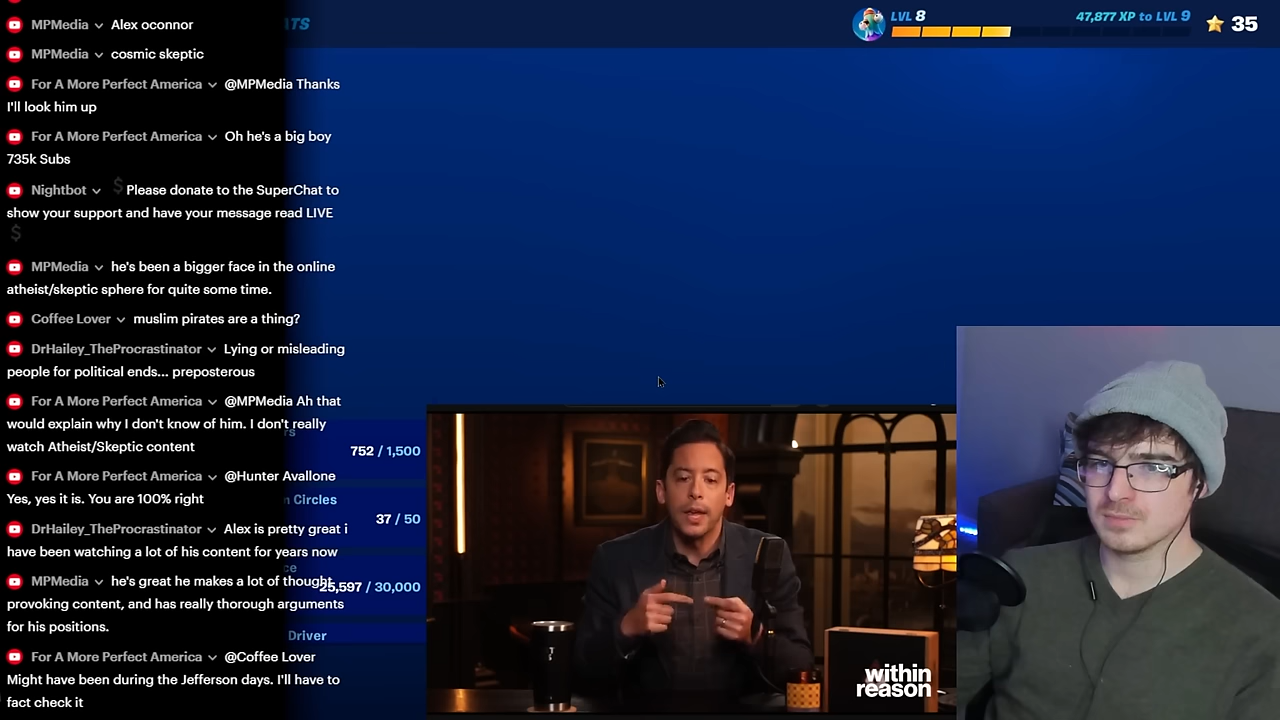 MPMedia Alex oconnor
MPMedia cosmic skeptic
For A More Perfect America @MPMedia Thanks
I'll look him up
For A More Perfect America Oh he's a big boy
735k Subs
Nightbot $ Please donate to the SuperChat to
show your support and have your message read LIVE
$
MPMedia he's been a bigger face in the online
atheist/skeptic sphere for quite some time.
Coffee Lover muslim pirates are a thing?
DrHailey_TheProcrastinator Lying or misleading
people for political ends... preposterous
For A More Perfect America @MPMedia Ah that
would explain why I don't know of him. I don't really
watch Atheist/Skeptic content
For A More Perfect America @Hunter Avallone
Yes, yes it is. You are 100% right
DrHailey_TheProcrastinator Alex is pretty great i
have been watching a lot of his content for years now
MPMedia he's great he makes a lot of thought
provoking content, and has really thorough arguments
for his positions.
For A More Perfect America @Coffee Lover
Might have been during the Jefferson days. I'll have to
fact check it
LVL 8
47,877 XP to LVL 9
35
752 / 1,500
Circles
37 / 50
25,597 / 30,000
Driver
within
reason